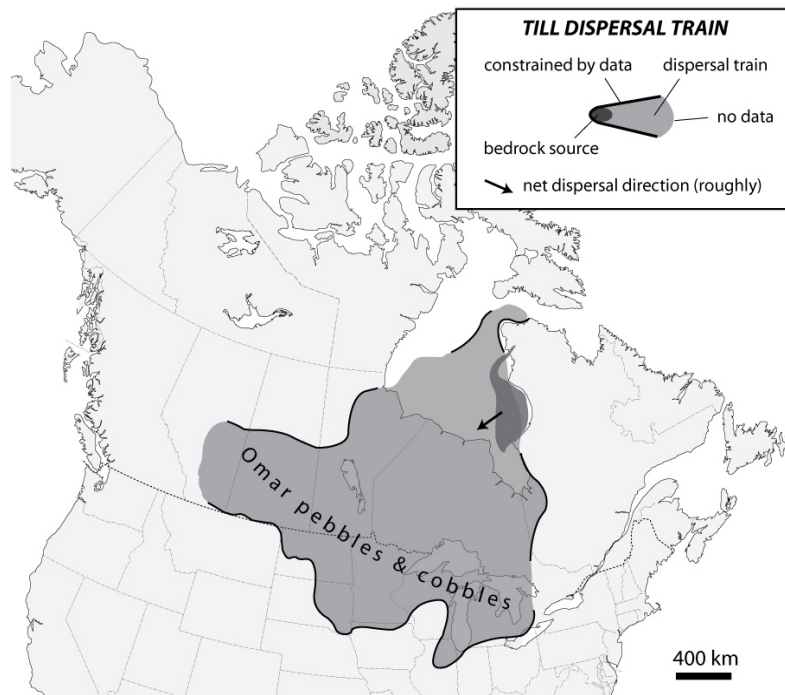 TILL DISPERSAL TRAIN
constrained by data
dispersal train
no data
bedrock source
net dispersal direction (roughly)
Omar pebbles & cobbles
400 km